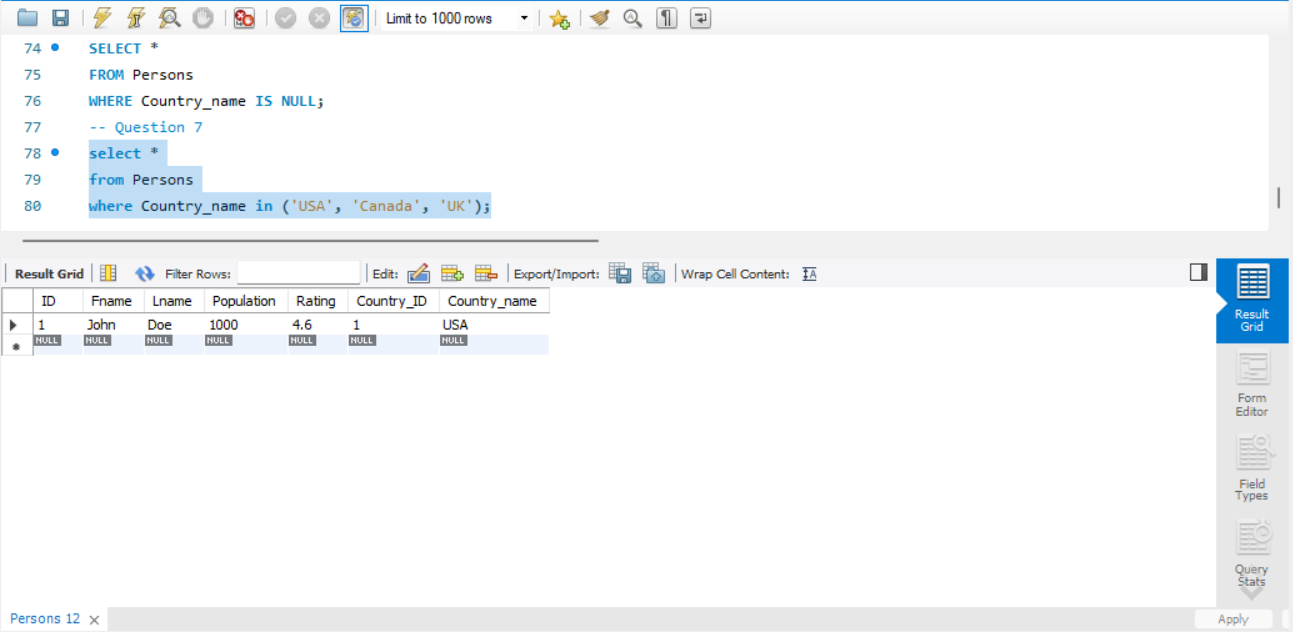 Limit to 1000 rows
74 SELECT *
75 FROM Persons
76 WHERE Country_name IS NULL;
77 -- Question 7
78 select *
79 from Persons
80 where Country_name in ('USA', 'Canada', 'UK');
Result Grid Filter Rows: Edit: Export/Import: Wrap Cell Content:
ID Fname Lname Population Rating Country_ID Country_name
1 John Doe 1000 4.6 1 USA
NULL NULL NULL NULL NULL NULL NULL
Result
Grid
Form
Editor
Field
Types
Query
Stats
Persons 12
Apply